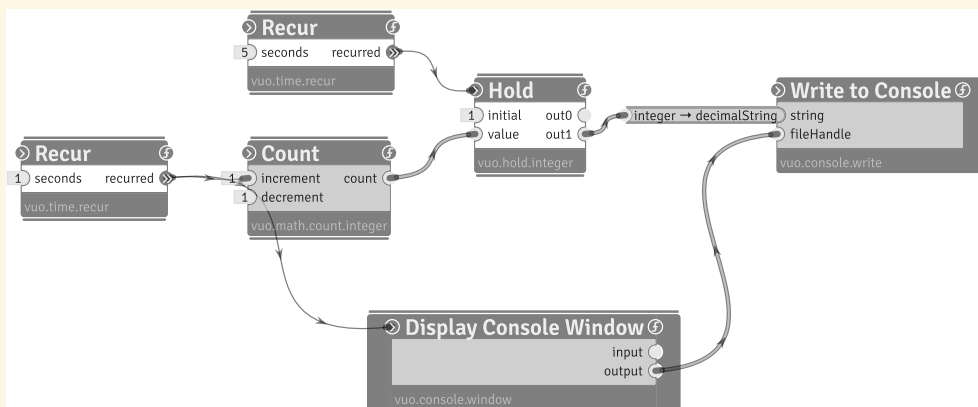 Recur
5 seconds recurred
vuo.time.recur
Hold
1 initial out0
value out1
vuo.hold.integer
integer → decimalString
Write to Console
string
fileHandle
vuo.console.write
Recur
1 seconds recurred
vuo.time.recur
Count
1 increment count
1 decrement
vuo.math.count.integer
Display Console Window
input
output
vuo.console.window